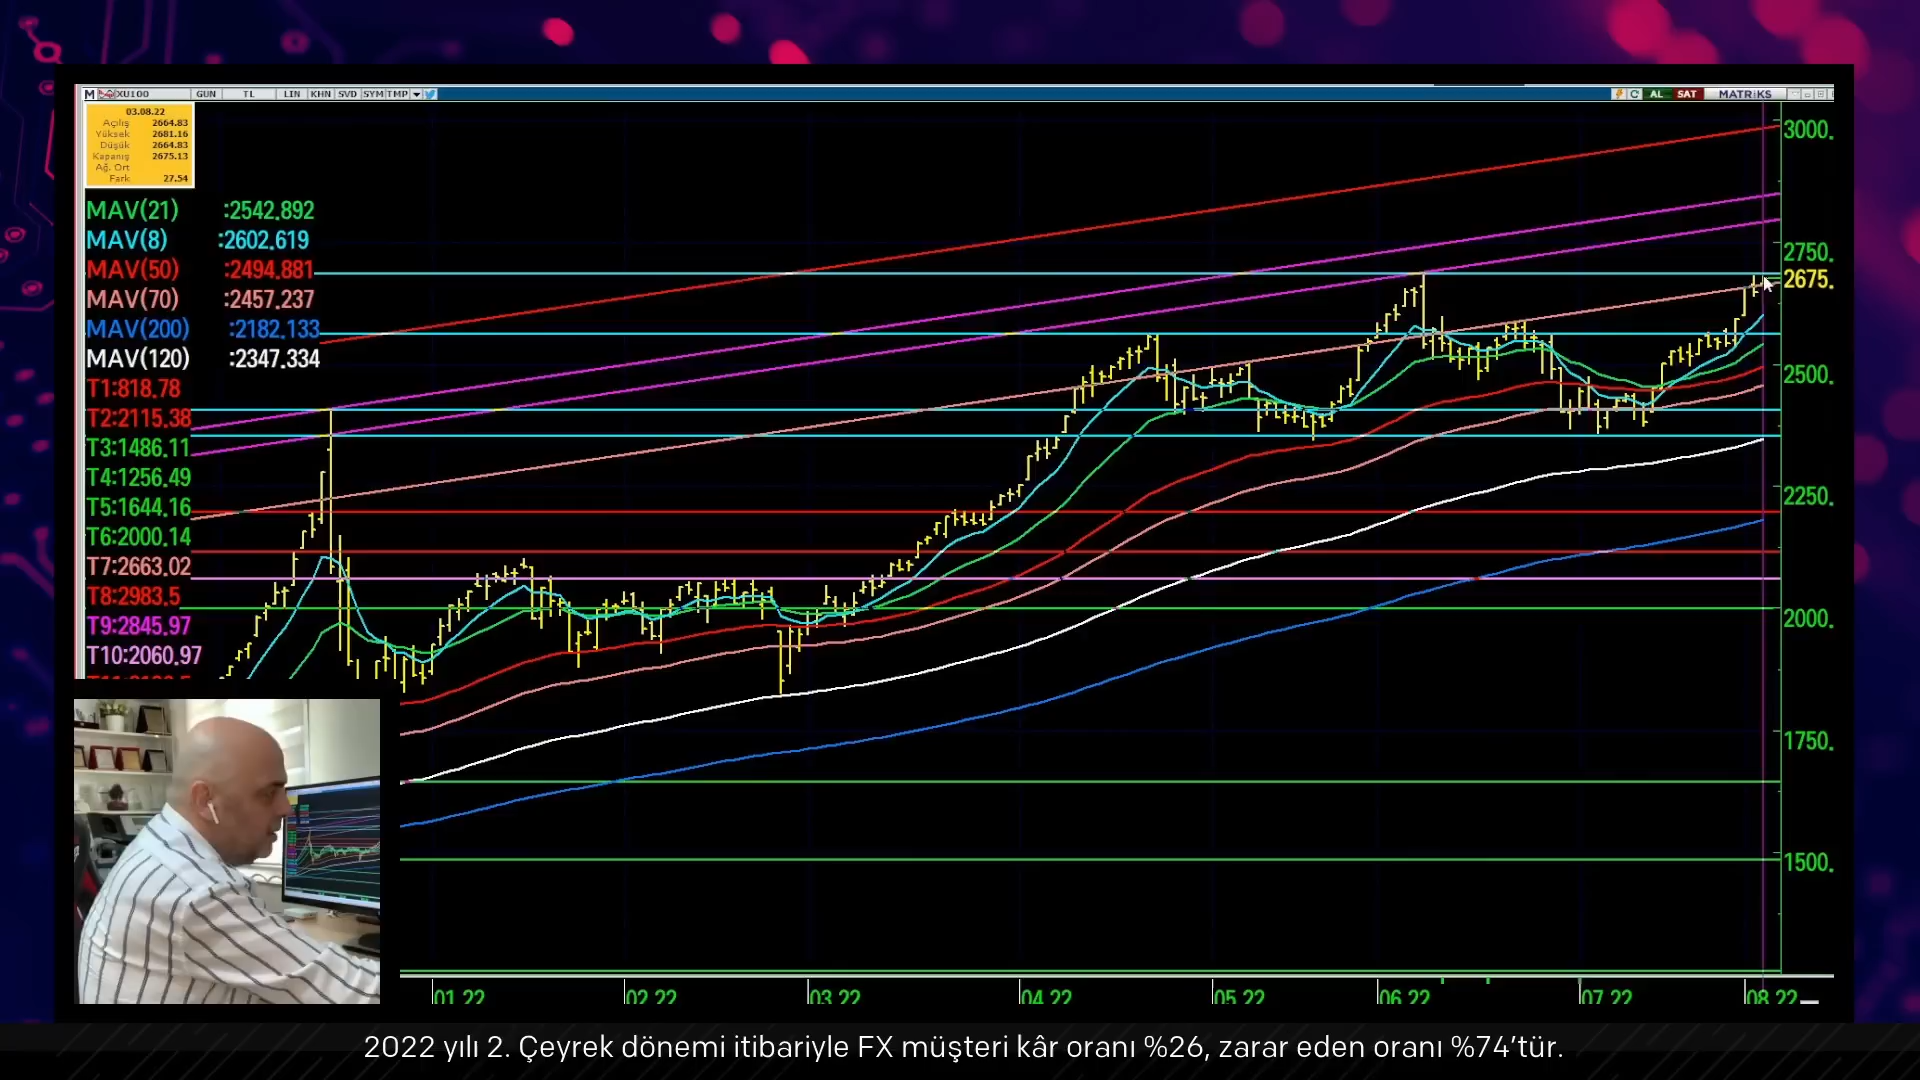 M XU100 GUN TL LIN KHN SVD SYM TMP AL SAT MATRIKS
03.08.22
Açılış 2664.83
Yüksek 2681.16
Düşük 2664.83
Kapanış 2675.13
Ağ. Ort
Fark 27.54
MAV(21) :2542.892
MAV(8) :2602.619
MAV(50) :2494.881
MAV(70) :2457.237
MAV(200) :2182.133
MAV(120) :2347.334
T1:818.78
T2:2115.38
T3:1486.11
T4:1256.49
T5:1644.16
T6:2000.14
T7:2663.02
T8:2983.5
T9:2845.97
T10:2060.97
3000.
2750.
2675.
2500.
2250.
2000.
1750.
1500.
01 22 02 22 03 22 04 22 05 22 06 22 07 22 08 22
2022 yılı 2. Çeyrek dönemi itibariyle FX müşteri kâr oranı %26, zarar eden oranı %74'tür.